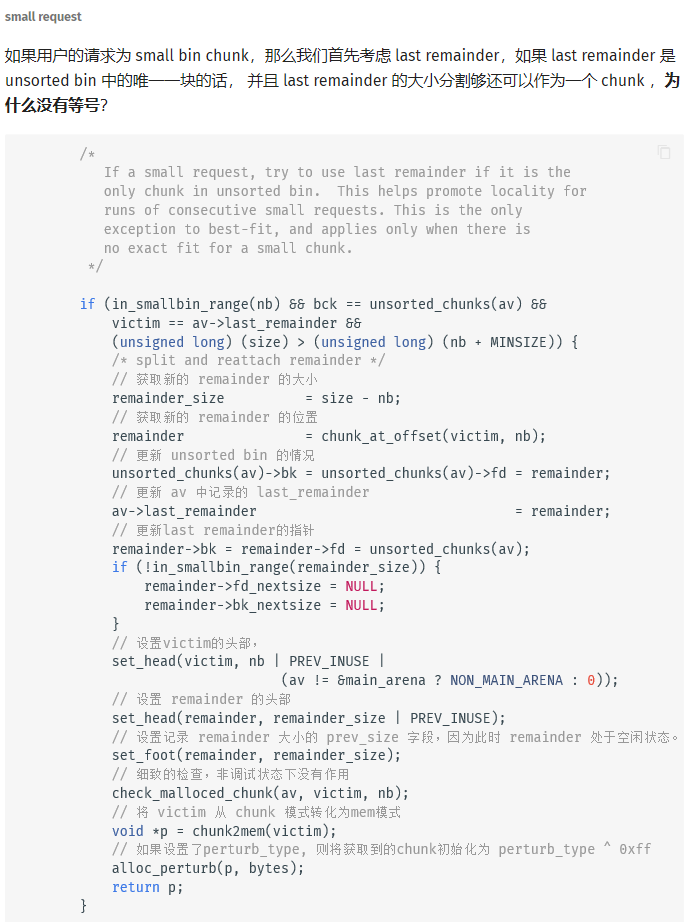 small request
如果用户的请求为 small bin chunk，那么我们首先考虑 last remainder，如果 last remainder 是
unsorted bin 中的唯一一块的话， 并且 last remainder 的大小分割够还可以作为一个 chunk ，为
什么没有等号？
/*
   If a small request, try to use last remainder if it is the
   only chunk in unsorted bin.  This helps promote locality for
   runs of consecutive small requests. This is the only
   exception to best-fit, and applies only when there is
   no exact fit for a small chunk.
 */
if (in_smallbin_range(nb) && bck == unsorted_chunks(av) &&
    victim == av->last_remainder &&
    (unsigned long) (size) > (unsigned long) (nb + MINSIZE)) {
    /* split and reattach remainder */
    // 获取新的 remainder 的大小
    remainder_size          = size - nb;
    // 获取新的 remainder 的位置
    remainder               = chunk_at_offset(victim, nb);
    // 更新 unsorted bin 的情况
    unsorted_chunks(av)->bk = unsorted_chunks(av)->fd = remainder;
    // 更新 av 中记录的 last_remainder
    av->last_remainder                                = remainder;
    // 更新last remainder的指针
    remainder->bk = remainder->fd = unsorted_chunks(av);
    if (!in_smallbin_range(remainder_size)) {
        remainder->fd_nextsize = NULL;
        remainder->bk_nextsize = NULL;
    }
    // 设置victim的头部，
    set_head(victim, nb | PREV_INUSE |
                         (av != &main_arena ? NON_MAIN_ARENA : 0));
    // 设置 remainder 的头部
    set_head(remainder, remainder_size | PREV_INUSE);
    // 设置记录 remainder 大小的 prev_size 字段，因为此时 remainder 处于空闲状态。
    set_foot(remainder, remainder_size);
    // 细致的检查，非调试状态下没有作用
    check_malloced_chunk(av, victim, nb);
    // 将 victim 从 chunk 模式转化为mem模式
    void *p = chunk2mem(victim);
    // 如果设置了perturb_type, 则将获取到的chunk初始化为 perturb_type ^ 0xff
    alloc_perturb(p, bytes);
    return p;
}